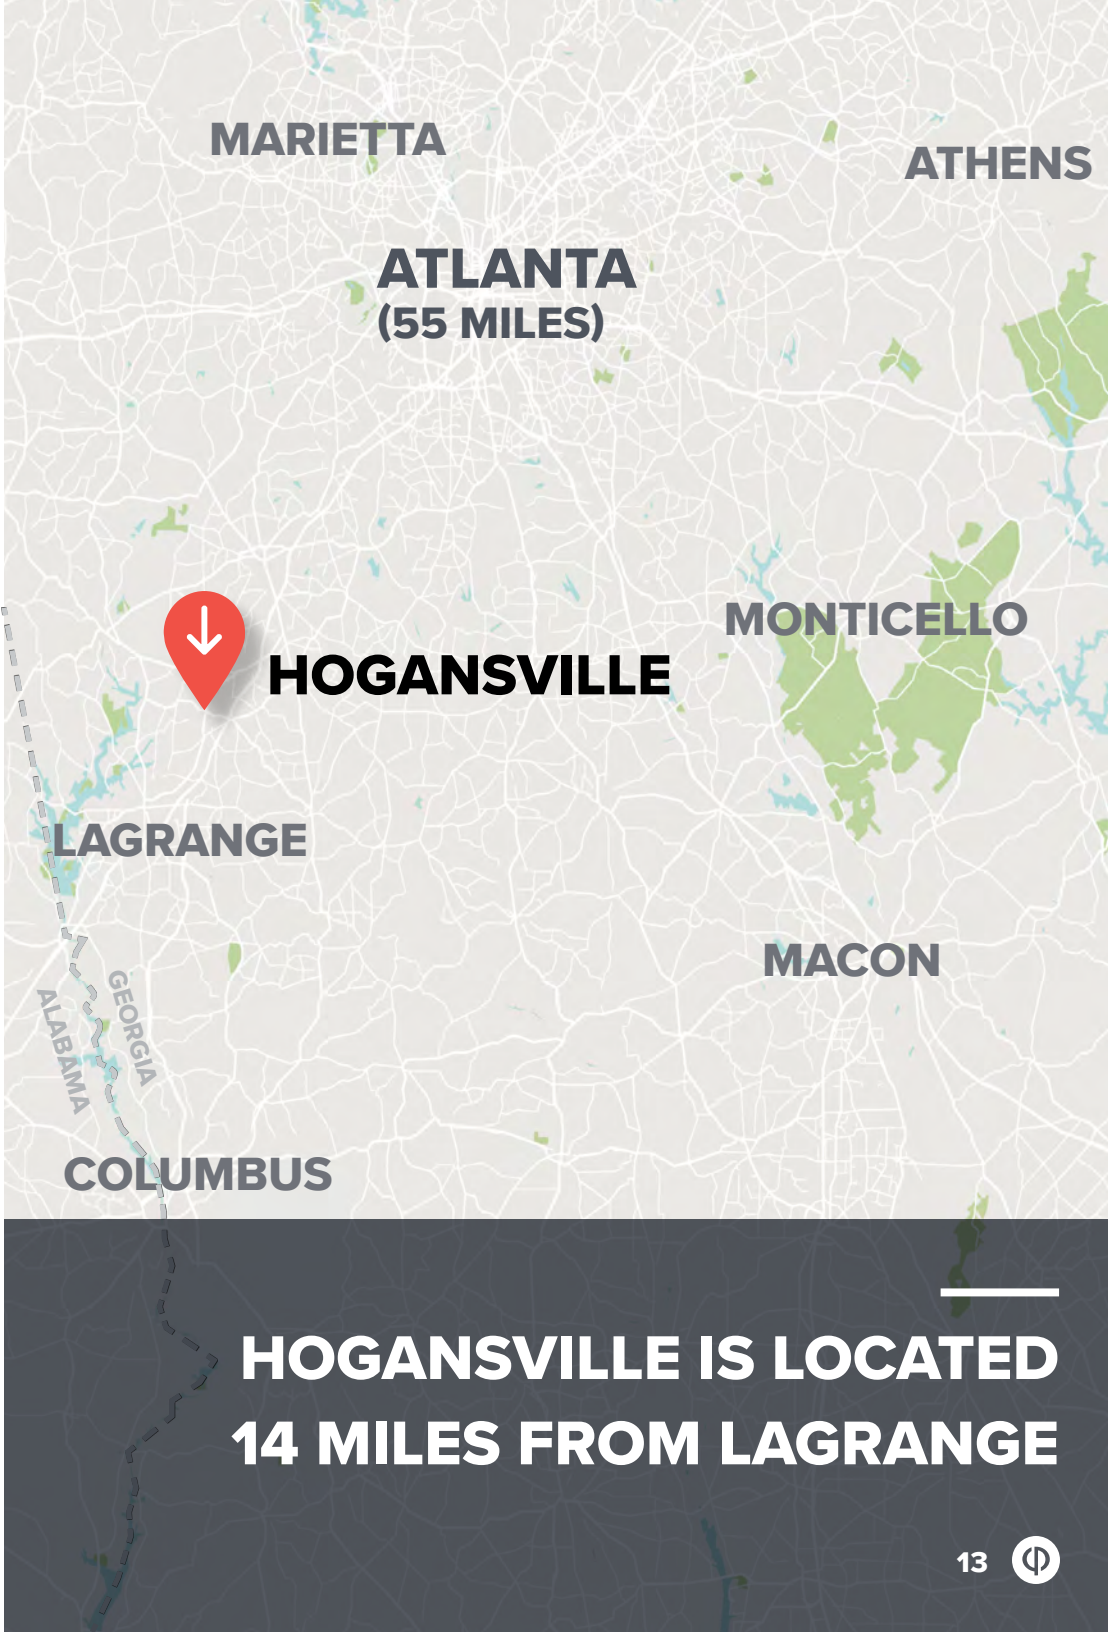 MARIETTA
ATHENS
ATLANTA
(55 MILES)
MONTICELLO
HOGANSVILLE
LAGRANGE
MACON
GEORGIA
ALABAMA
COLUMBUS
HOGANSVILLE IS LOCATED
14 MILES FROM LAGRANGE
13